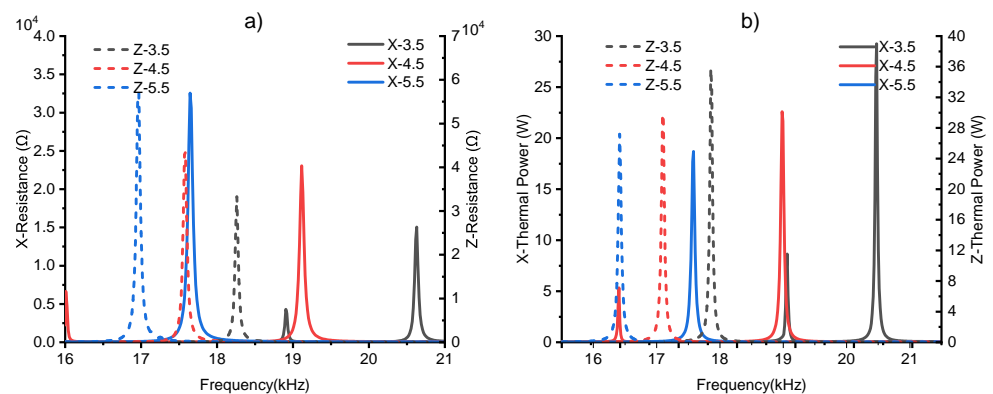 a)
10⁴
7 10⁴
4.0
3.5
3.0
2.5
2.0
1.5
1.0
0.5
0.0
X-Resistance (Ω)
Z-3.5
Z-4.5
Z-5.5
X-3.5
X-4.5
X-5.5
6
5
4
3
2
1
0
Z-Resistance (Ω)
16 17 18 19 20 21
Frequency(kHz)
b)
30
25
20
15
10
5
0
X-Thermal Power (W)
Z-3.5
Z-4.5
Z-5.5
X-3.5
X-4.5
X-5.5
40
36
32
28
24
20
16
12
8
4
0
Z-Thermal Power (W)
16 17 18 19 20 21
Frequency(kHz)